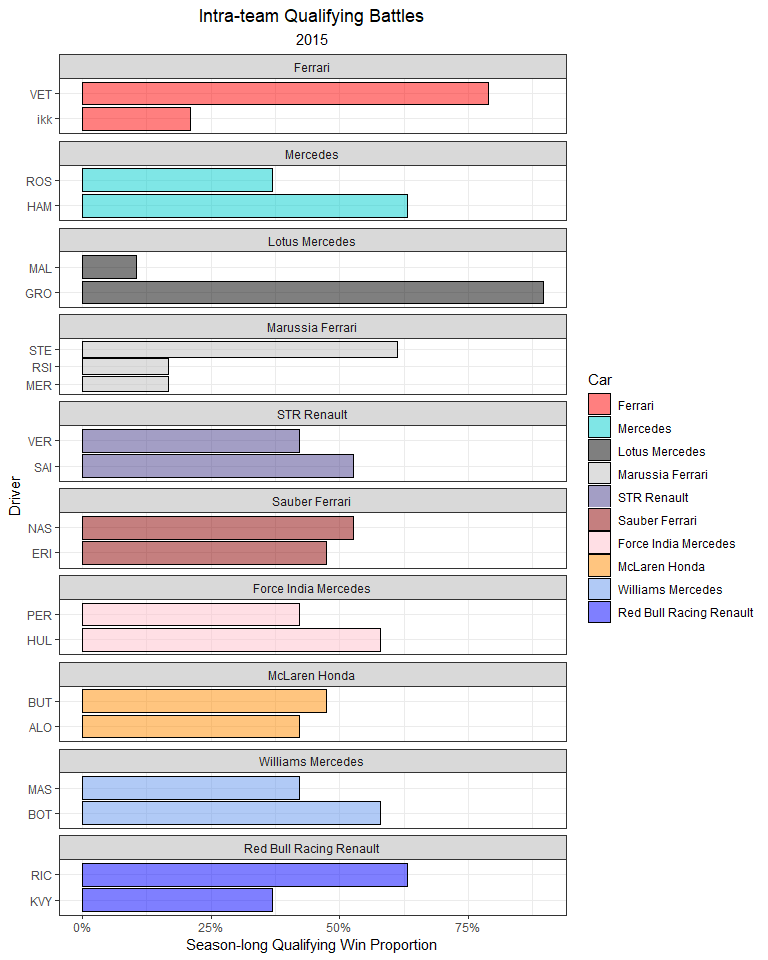 Intra-team Qualifying Battles
2015
Ferrari
VET
ikk
Mercedes
ROS
HAM
Lotus Mercedes
MAL
GRO
Marussia Ferrari
STE
RSI
MER
STR Renault
VER
SAI
Sauber Ferrari
NAS
ERI
Force India Mercedes
PER
HUL
McLaren Honda
BUT
ALO
Williams Mercedes
MAS
BOT
Red Bull Racing Renault
RIC
KVY
0% 25% 50% 75%
Season-long Qualifying Win Proportion
Driver
Car
Ferrari
Mercedes
Lotus Mercedes
Marussia Ferrari
STR Renault
Sauber Ferrari
Force India Mercedes
McLaren Honda
Williams Mercedes
Red Bull Racing Renault